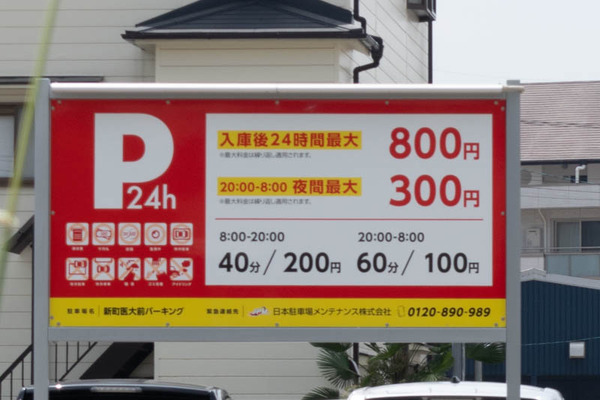 P
24h
入庫後24時間最大 800円
※最大料金は繰り返し適用されます。
20:00-8:00 夜間最大 300円
※最大料金は繰り返し適用されます。
8:00-20:00 20:00-8:00
40分/200円 60分/100円
駐車場名 新町医大前パーキング 緊急連絡先 日本駐車場メンテナンス株式会社 0120-890-989